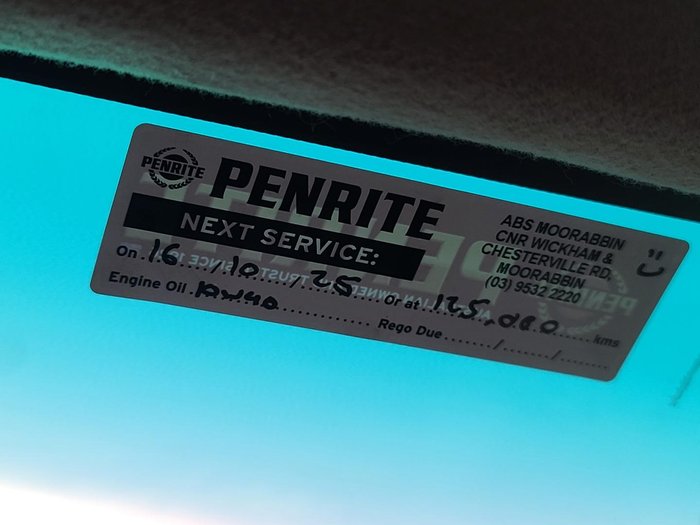 PENRITE
PENRITE
NEXT SERVICE:
ABS MOORABBIN
CNR WICKHAM &
CHESTERVILLE RD,
MOORABBIN
(03) 9532 2220
On 16 / 10 / 25 Or at 125,000 kms
Engine Oil 10W40 Rego Due ....../....../......